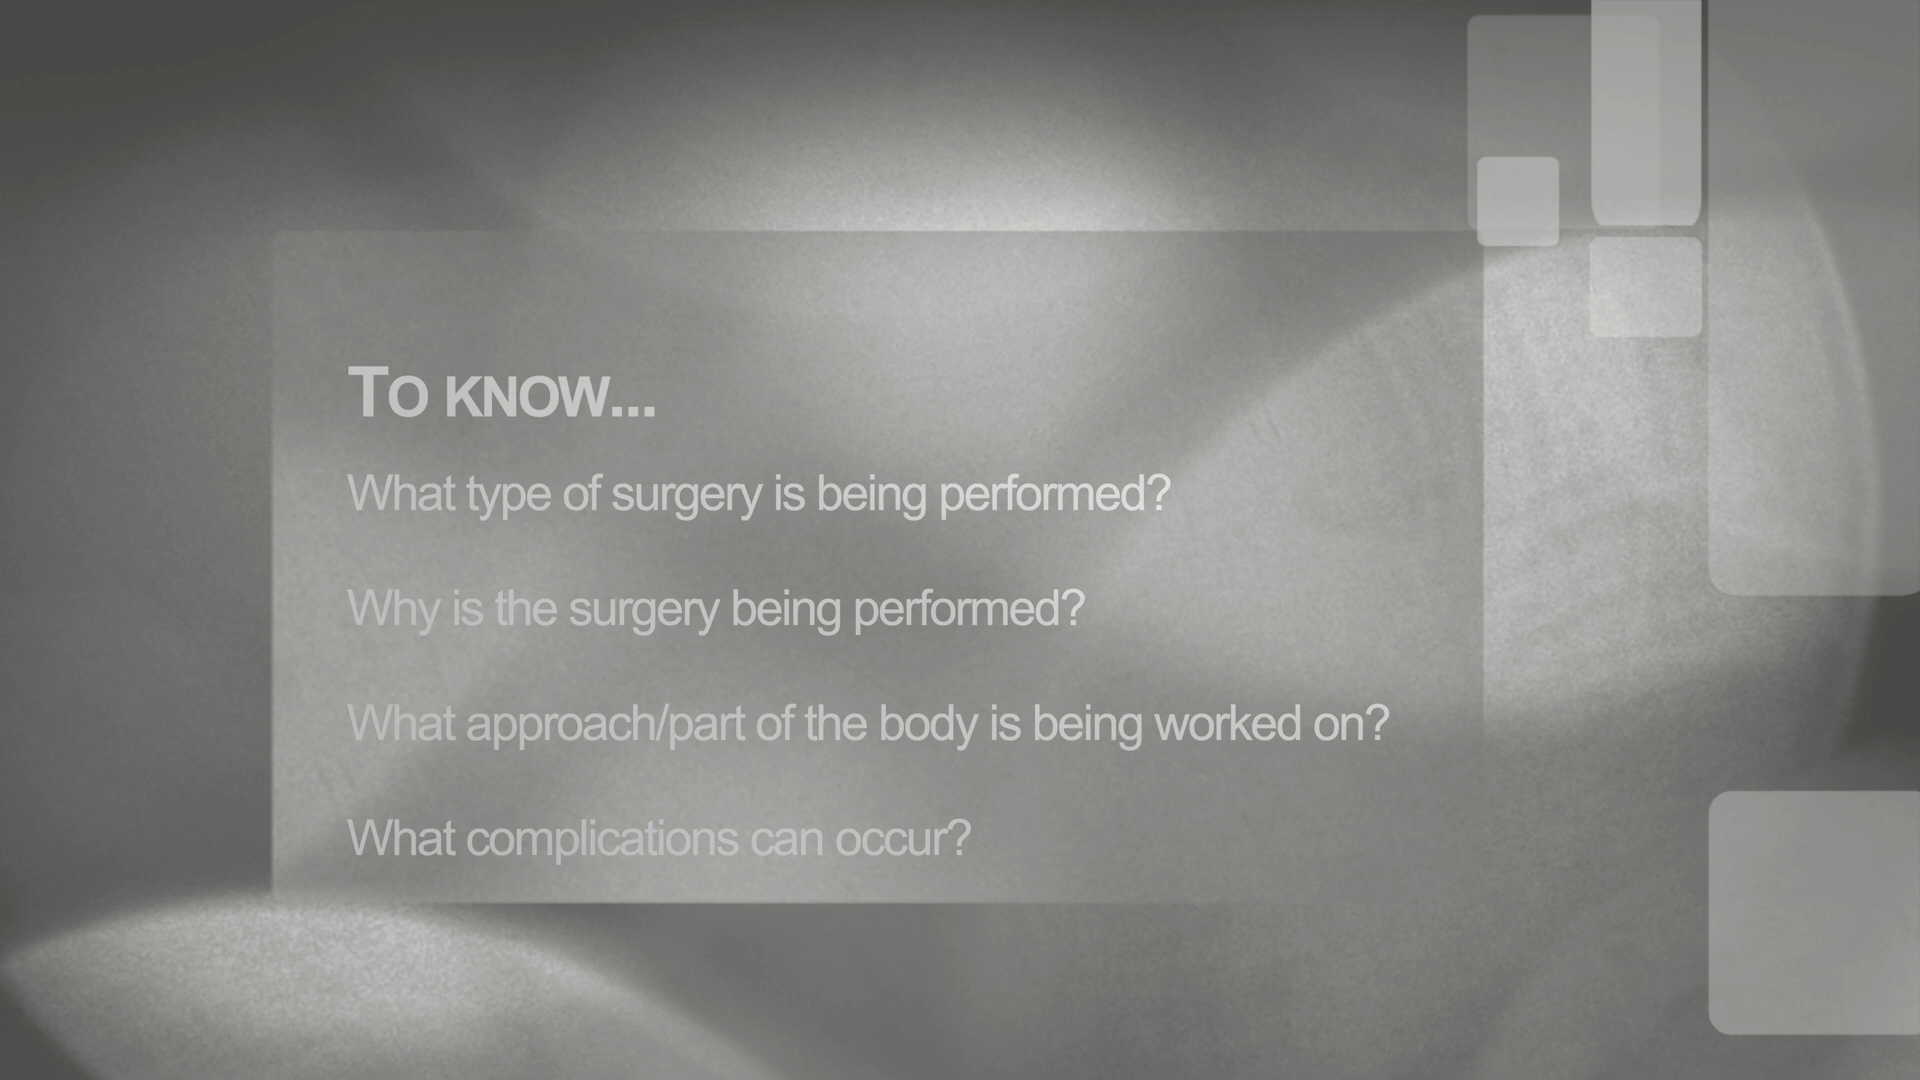 TO KNOW...
What type of surgery is being performed?
Why is the surgery being performed?
What approach/part of the body is being worked on?
What complications can occur?